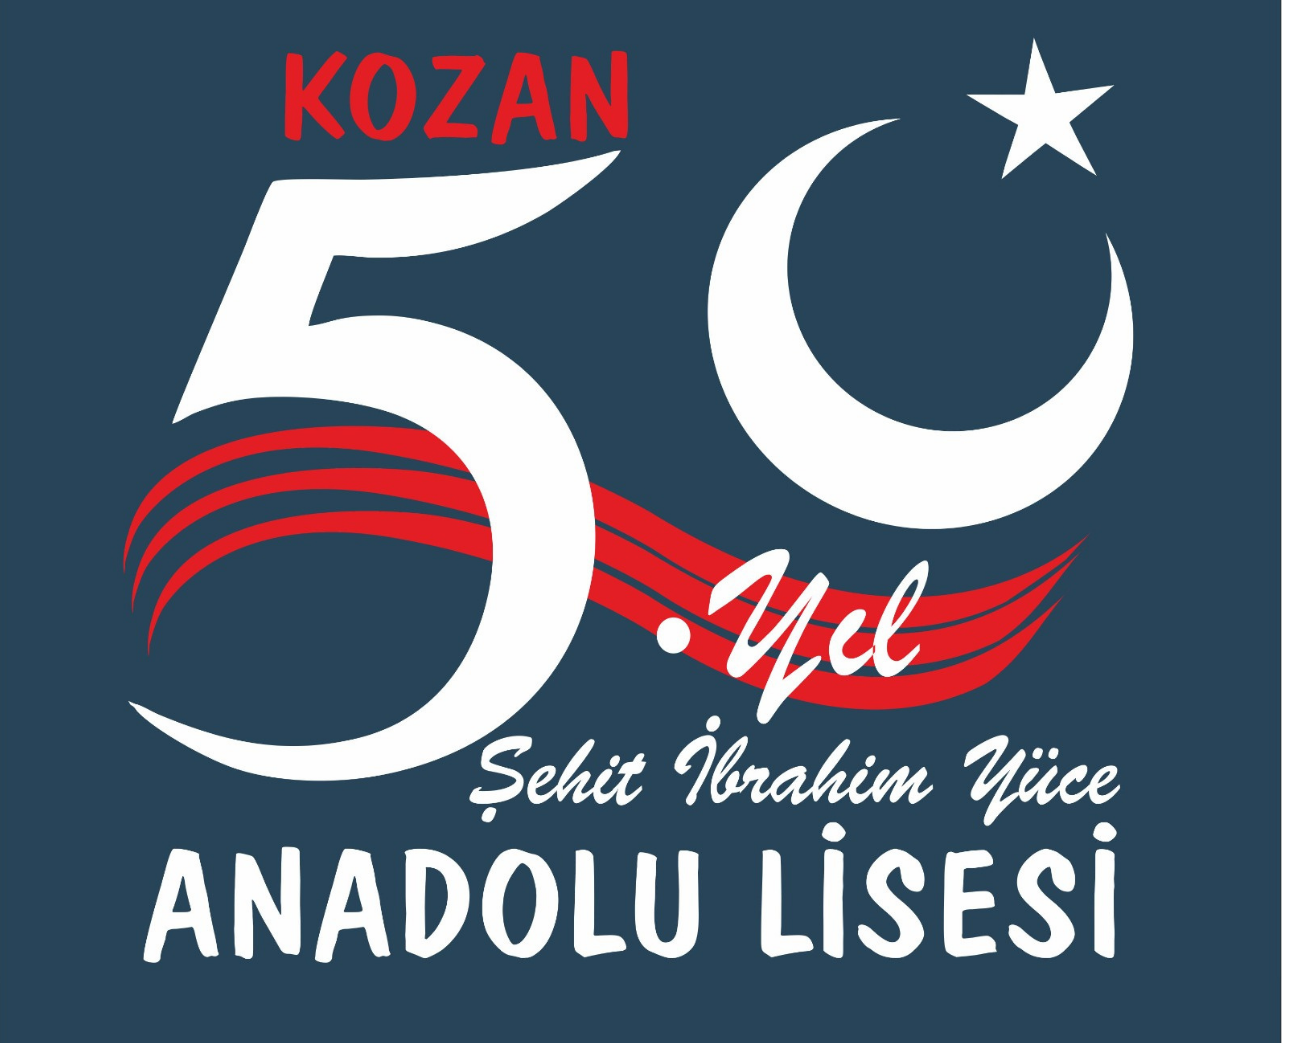 KOZAN
50.Yıl
Şehit İbrahim Yüce
ANADOLU LİSESİ